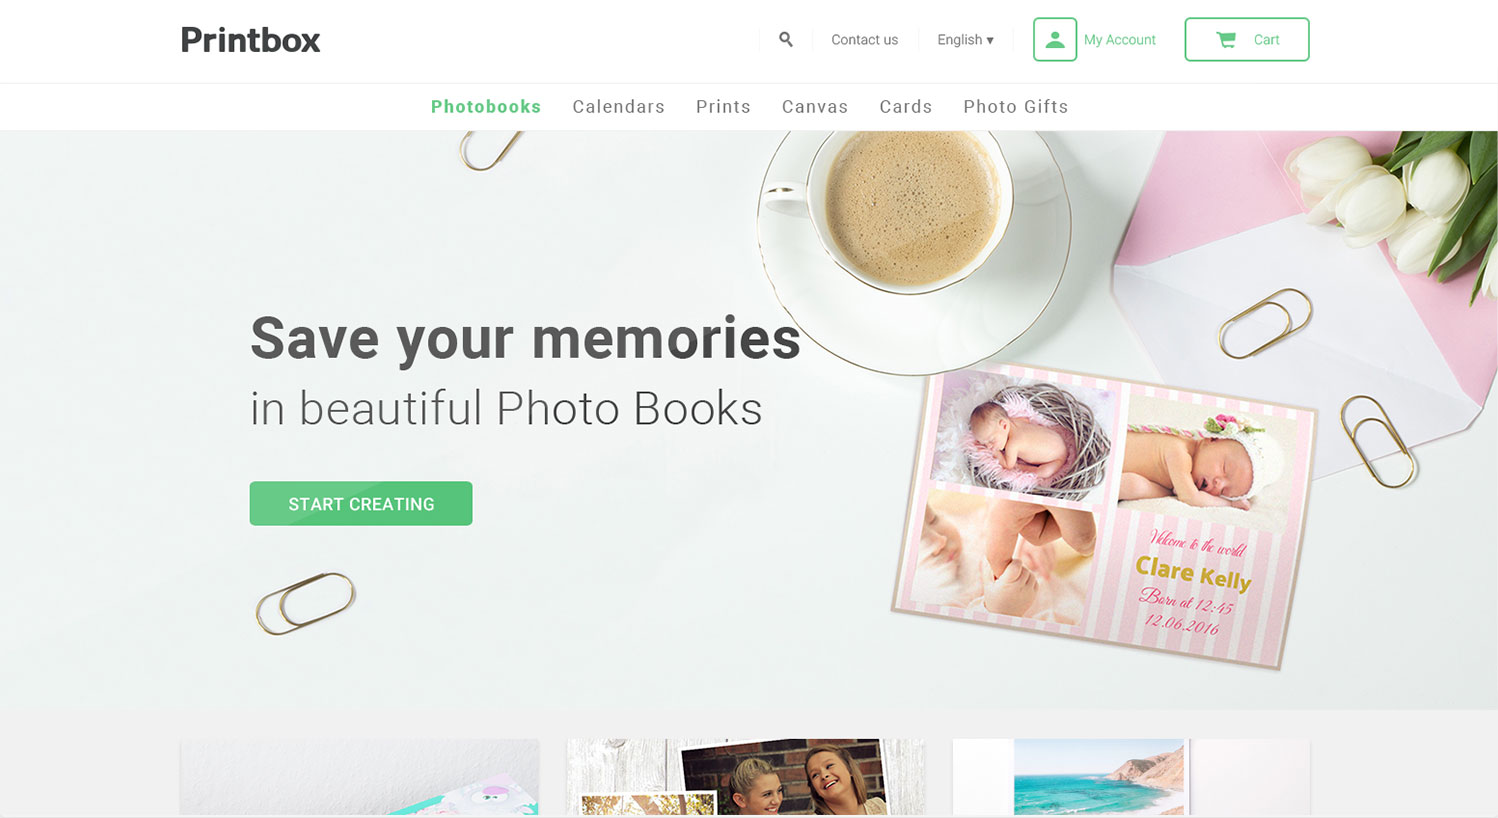 Printbox
Contact us
English ▾
My Account
Cart
Photobooks
Calendars
Prints
Canvas
Cards
Photo Gifts
Save your memories
in beautiful Photo Books
START CREATING
Welcome to the world
Clare Kelly
Born at 12:45
12.06.2016